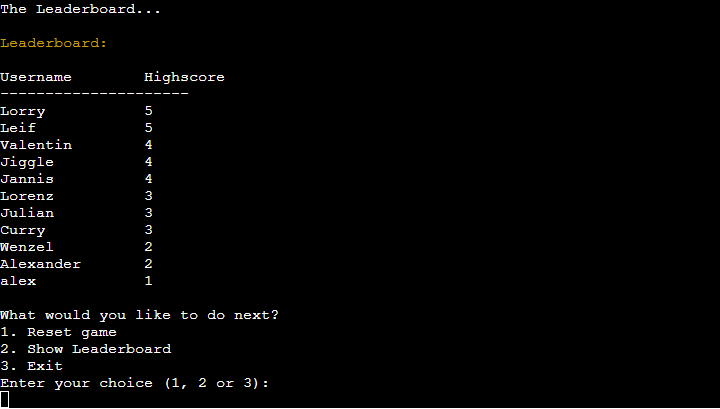 The Leaderboard...
Leaderboard:
Username        Highscore
---------------------
Lorry           5
Leif            5
Valentin        4
Jiggle          4
Jannis          4
Lorenz          3
Julian          3
Curry           3
Wenzel          2
Alexander       2
alex            1
What would you like to do next?
1. Reset game
2. Show Leaderboard
3. Exit
Enter your choice (1, 2 or 3):